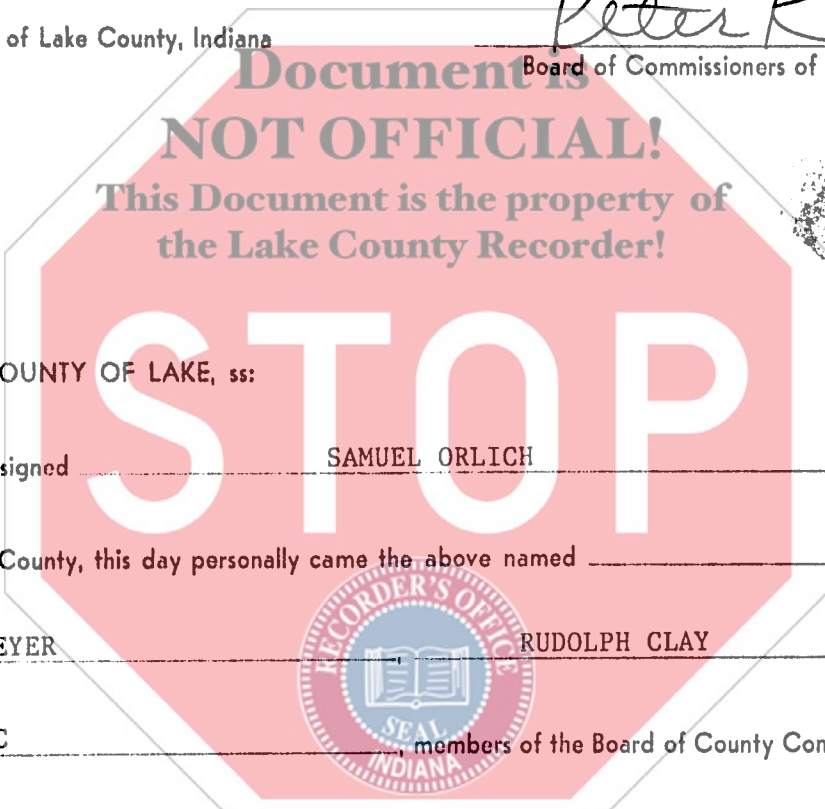 Peter
of Lake County, Indiana
Board of Commissioners of
Document is
NOT OFFICIAL!
This Document is the property of
the Lake County Recorder!
STOP
OUNTY OF LAKE, ss:
signed SAMUEL ORLICH
County, this day personally came the above named
EYER, RUDOLPH CLAY
C, members of the Board of County Con
RECORDER'S OFFICE
SEAL
INDIANA